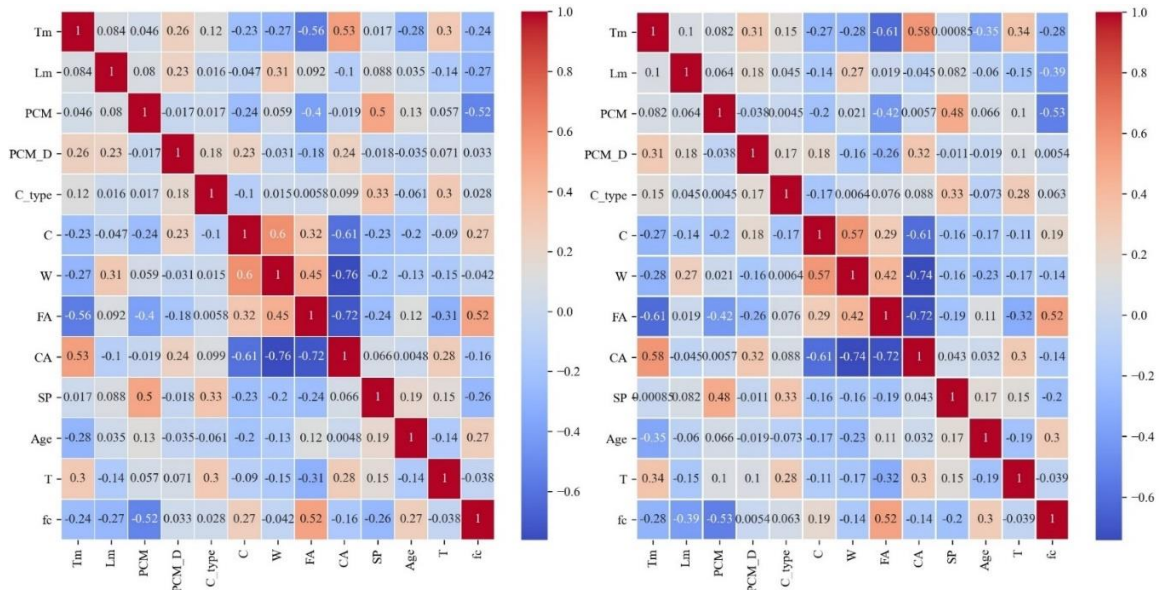 Tm 1 0.084 0.046 0.26 0.12 -0.23 -0.27 -0.56 0.53 0.017 -0.28 0.3 -0.24
Lm 0.084 1 0.08 0.23 0.016 -0.047 0.31 0.092 -0.1 0.088 0.035 -0.14 -0.27
PCM 0.046 0.08 1 -0.017 0.017 -0.24 0.059 -0.4 -0.019 0.5 0.13 0.057 -0.52
PCM_D 0.26 0.23 -0.017 1 0.18 0.23 -0.031 -0.18 0.24 -0.018 -0.035 0.071 0.033
C_type 0.12 0.016 0.017 0.18 1 -0.1 0.015 0.0058 0.099 0.33 -0.061 0.3 0.028
C -0.23 -0.047 -0.24 0.23 -0.1 1 0.6 0.32 -0.61 -0.23 -0.2 -0.09 0.27
W -0.27 0.31 0.059 -0.031 0.015 0.6 1 0.45 -0.76 -0.2 -0.13 -0.15 -0.042
FA -0.56 0.092 -0.4 -0.18 0.0058 0.32 0.45 1 -0.72 -0.24 0.12 -0.31 0.52
CA 0.53 -0.1 -0.019 0.24 0.099 -0.61 -0.76 -0.72 1 0.066 0.0048 0.28 -0.16
SP 0.017 0.088 0.5 -0.018 0.33 -0.23 -0.2 -0.24 0.066 1 0.19 0.15 -0.26
Age -0.28 0.035 0.13 -0.035 -0.061 -0.2 -0.13 0.12 0.0048 0.19 1 -0.14 0.27
T 0.3 -0.14 0.057 0.071 0.3 -0.09 -0.15 -0.31 0.28 0.15 -0.14 1 -0.038
fc -0.24 -0.27 -0.52 0.033 0.028 0.27 -0.042 0.52 -0.16 -0.26 0.27 -0.038 1
Tm Lm PCM PCM_D C_type C W FA CA SP Age T fc
1.0
0.8
0.6
0.4
0.2
0.0
-0.2
-0.4
-0.6
Tm 1 0.1 0.082 0.31 0.15 -0.27 -0.28 -0.61 0.58 0.00085 -0.35 0.34 -0.28
Lm 0.1 1 0.064 0.18 0.045 -0.14 0.27 0.019 -0.045 0.082 -0.06 -0.15 -0.39
PCM 0.082 0.064 1 -0.038 0.0045 -0.2 0.021 -0.42 0.0057 0.48 0.066 0.1 -0.53
PCM_D 0.31 0.18 -0.038 1 0.17 0.18 -0.16 -0.26 0.32 -0.011 -0.019 0.1 0.0054
C_type 0.15 0.045 0.0045 0.17 1 -0.17 0.0064 0.076 0.088 0.33 -0.073 0.28 0.063
C -0.27 -0.14 -0.2 0.18 -0.17 1 0.57 0.29 -0.61 -0.16 -0.17 -0.11 0.19
W -0.28 0.27 0.021 -0.16 0.0064 0.57 1 0.42 -0.74 -0.16 -0.23 -0.17 -0.14
FA -0.61 0.019 -0.42 -0.26 0.076 0.29 0.42 1 -0.72 -0.19 0.11 -0.32 0.52
CA 0.58 -0.045 0.0057 0.32 0.088 -0.61 -0.74 -0.72 1 0.043 0.032 0.3 -0.14
SP 0.00085 0.082 0.48 -0.011 0.33 -0.16 -0.16 -0.19 0.043 1 0.17 0.15 -0.2
Age -0.35 -0.06 0.066 -0.019 -0.073 -0.17 -0.23 0.11 0.032 0.17 1 -0.19 0.3
T 0.34 -0.15 0.1 0.1 0.28 -0.11 -0.17 -0.32 0.3 0.15 -0.19 1 -0.039
fc -0.28 -0.39 -0.53 0.0054 0.063 0.19 -0.14 0.52 -0.14 -0.2 0.3 -0.039 1
Tm Lm PCM PCM_D C_type C W FA CA SP Age T fc
1.0
0.8
0.6
0.4
0.2
0.0
-0.2
-0.4
-0.6